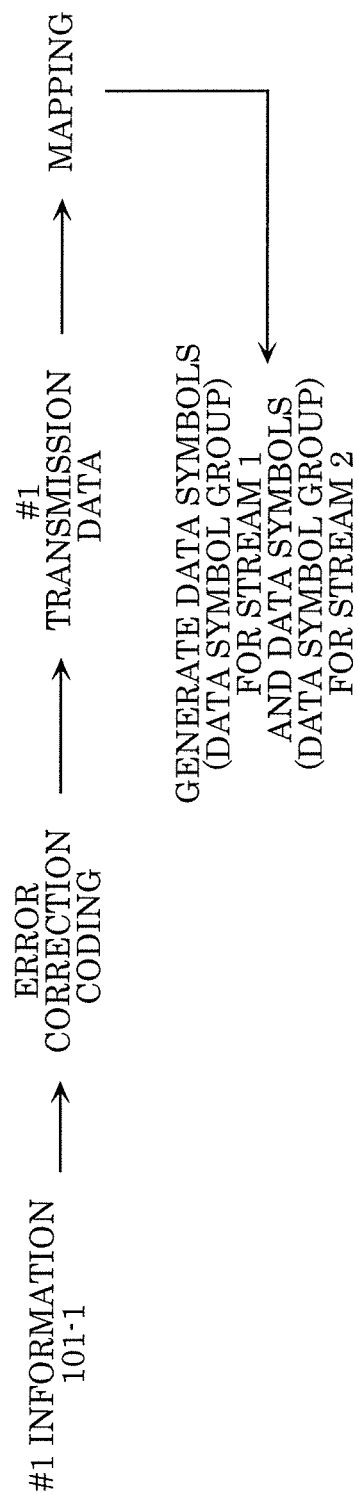 #1 INFORMATION
101-1
ERROR
CORRECTION
CODING
#1
TRANSMISSION
DATA
MAPPING
GENERATE DATA SYMBOLS
(DATA SYMBOL GROUP)
FOR STREAM 1
AND DATA SYMBOLS
(DATA SYMBOL GROUP)
FOR STREAM 2